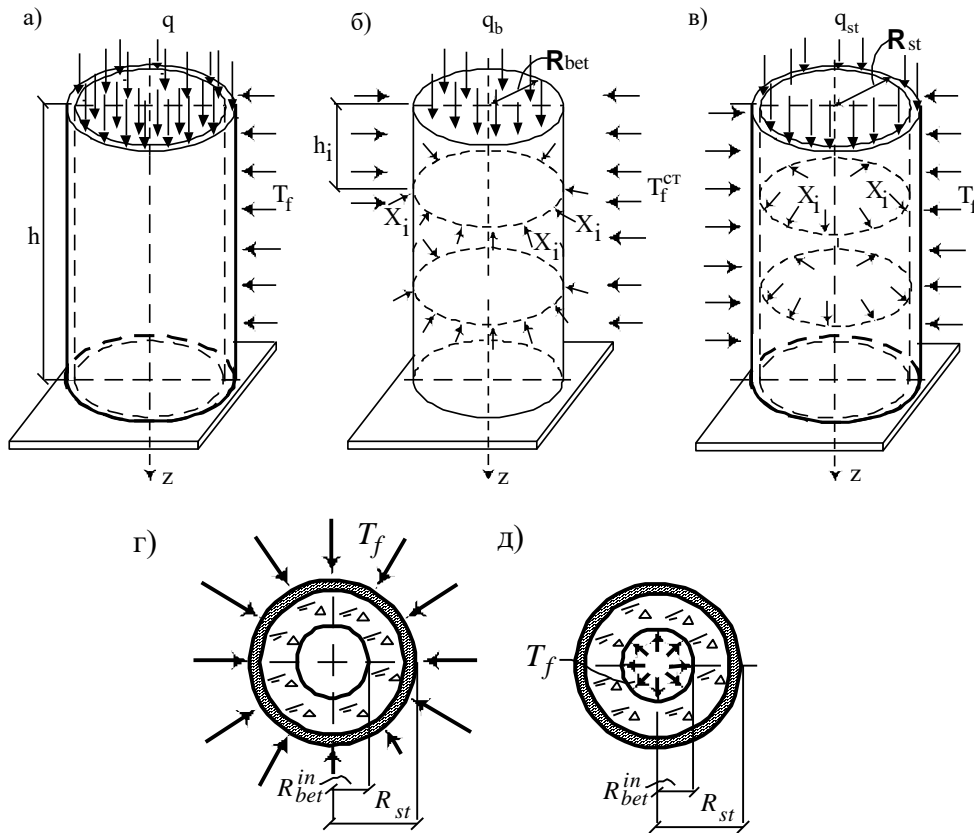 а) q
б) q_b
в) q_st
R_bet
R_st
h
T_f
h_i
T_f^ст
X_i X_i
X_i
X_i X_i
T_f
z
z
z
г) T_f
д)
T_f
R_bet^in R_st
R_bet^in R_st